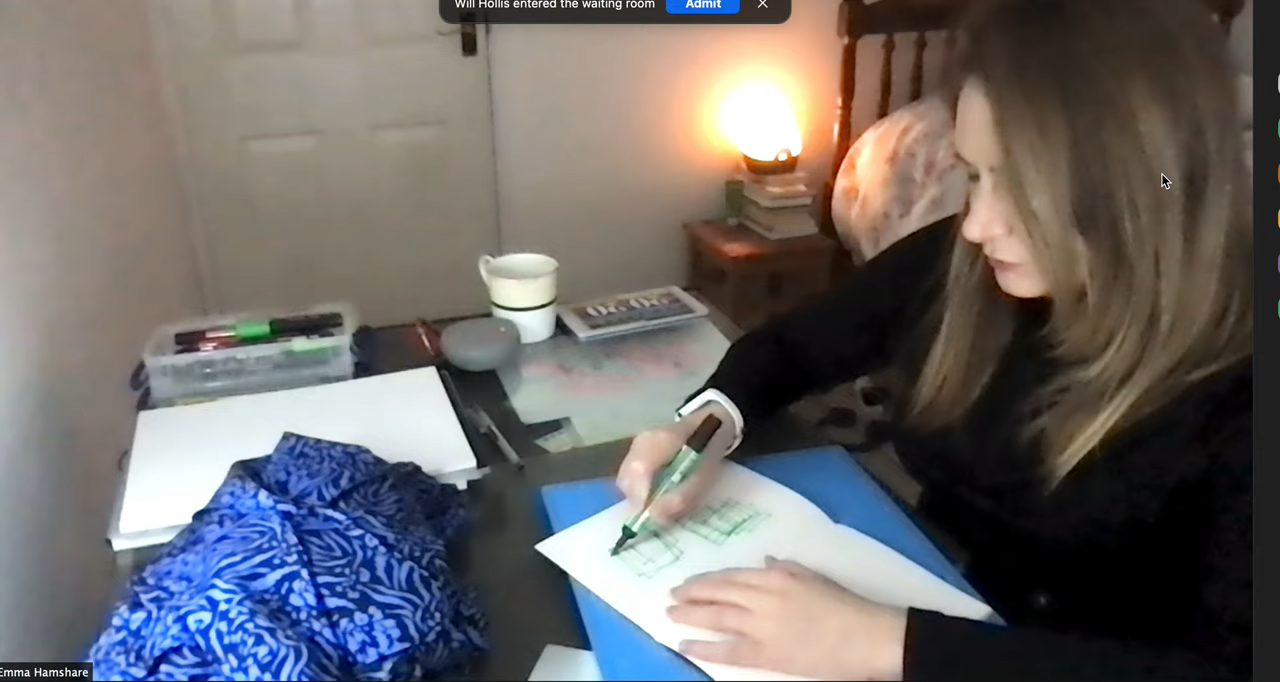 Will Hollis entered the waiting room
Admit
Emma Hamshare